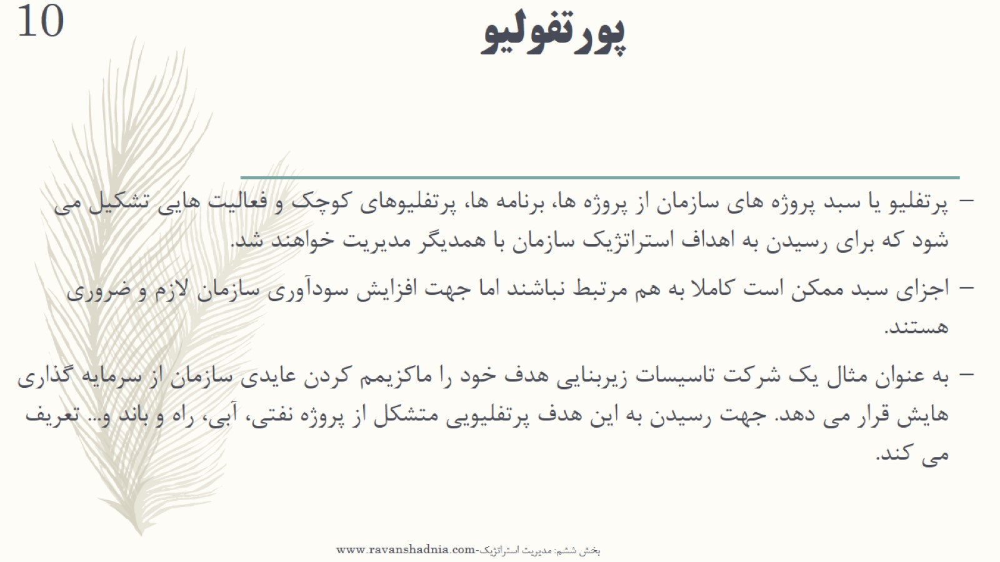 10
پورتفولیو
– پرتفلیو یا سبد پروژه های سازمان از پروژه ها، برنامه ها، پرتفلیوهای کوچک و فعالیت هایی تشکیل می
شود که برای رسیدن به اهداف استراتژیک سازمان با همدیگر مدیریت خواهند شد.
– اجزای سبد ممکن است کاملا به هم مرتبط نباشند اما جهت افزایش سودآوری سازمان لازم و ضروری
هستند.
– به عنوان مثال یک شرکت تاسیسات زیربنایی هدف خود را ماکزیمم کردن عایدی سازمان از سرمایه گذاری
هایش قرار می دهد. جهت رسیدن به این هدف پرتفلیویی متشکل از پروژه نفتی، آبی، راه و باند و... تعریف
می کند.
بخش ششم: مدیریت استراتژیک-www.ravanshadnia.com